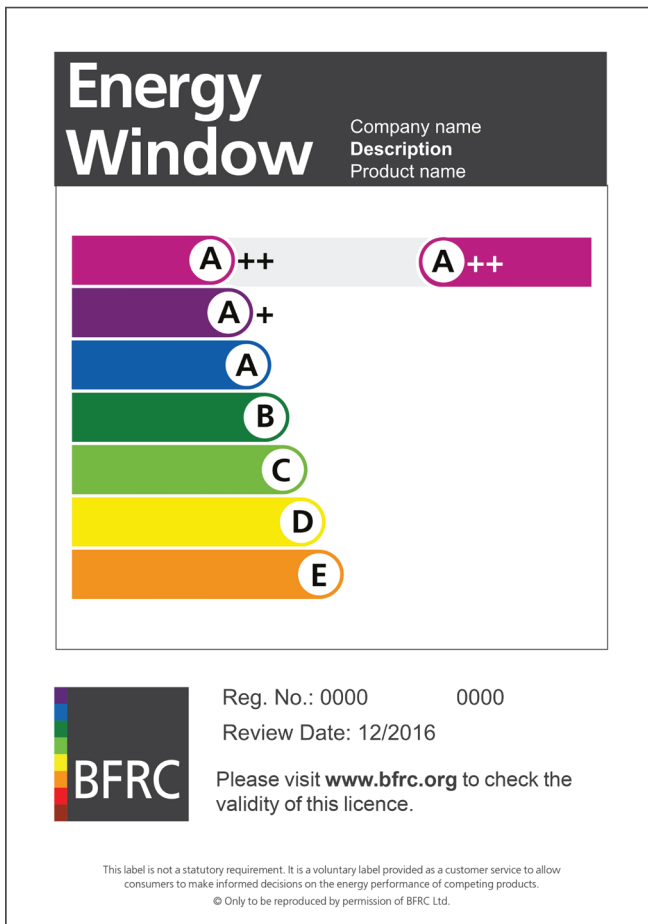 Energy
Window
Company name
Description
Product name
A++ A++
A+
A
B
C
D
E
BFRC
Reg. No.: 0000 0000
Review Date: 12/2016
Please visit www.bfrc.org to check the
validity of this licence.
This label is not a statutory requirement. It is a voluntary label provided as a customer service to allow
consumers to make informed decisions on the energy performance of competing products.
© Only to be reproduced by permission of BFRC Ltd.